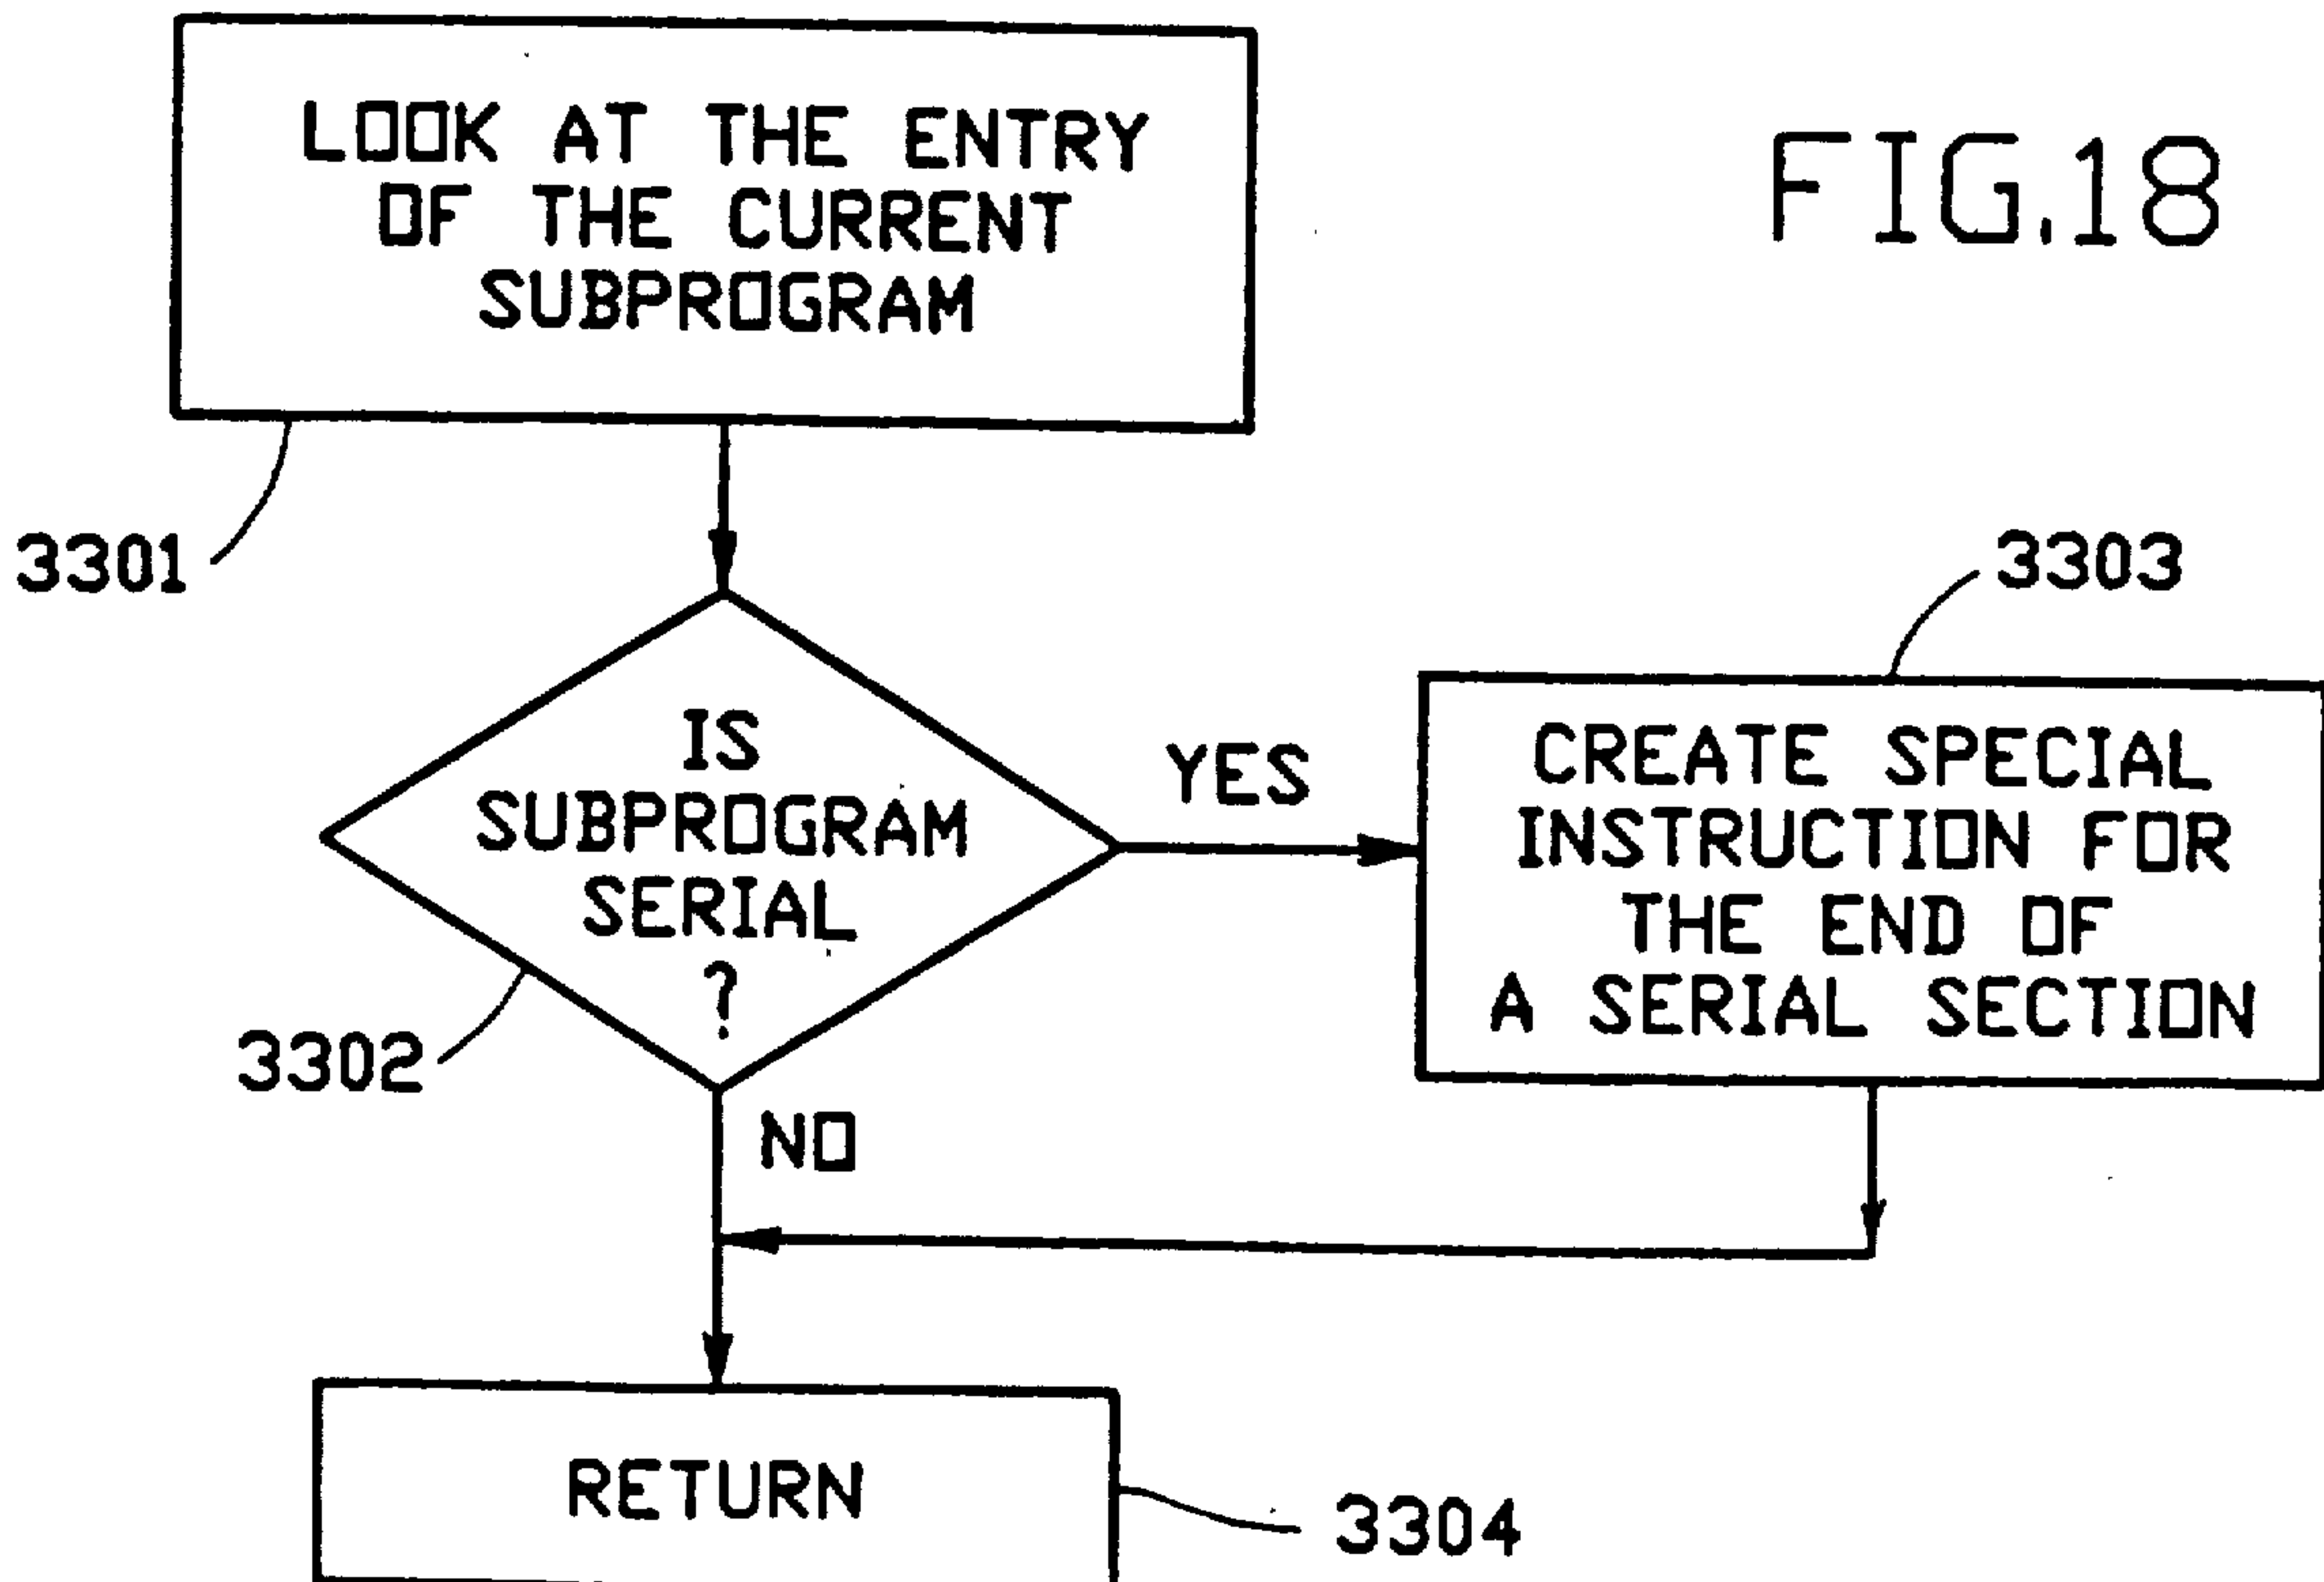 LOOK AT THE ENTRY
OF THE CURRENT
SUBPROGRAM
FIG.18
3301
3303
IS
SUBPROGRAM
SERIAL
?
YES
CREATE SPECIAL
INSTRUCTION FOR
THE END OF
A SERIAL SECTION
3302
NO
RETURN
3304